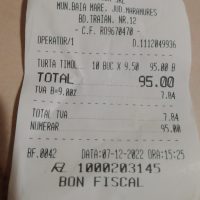 SRL
MUN.BAIA MARE, JUD.MARAMURES
BD.TRAIAN, NR.12
- C.F. RO9670470 -
OPERATOR/1 D.1112049936
TURTA TIMOL 10 BUC X 9.50 95.00 B
TOTAL 95.00
TVA B=9.00% 7.84
TOTAL TVA 7.84
NUMERAR 95.00
BF.0042 DATA:07-12-2022 ORA:15:25
1000203145
BON FISCAL